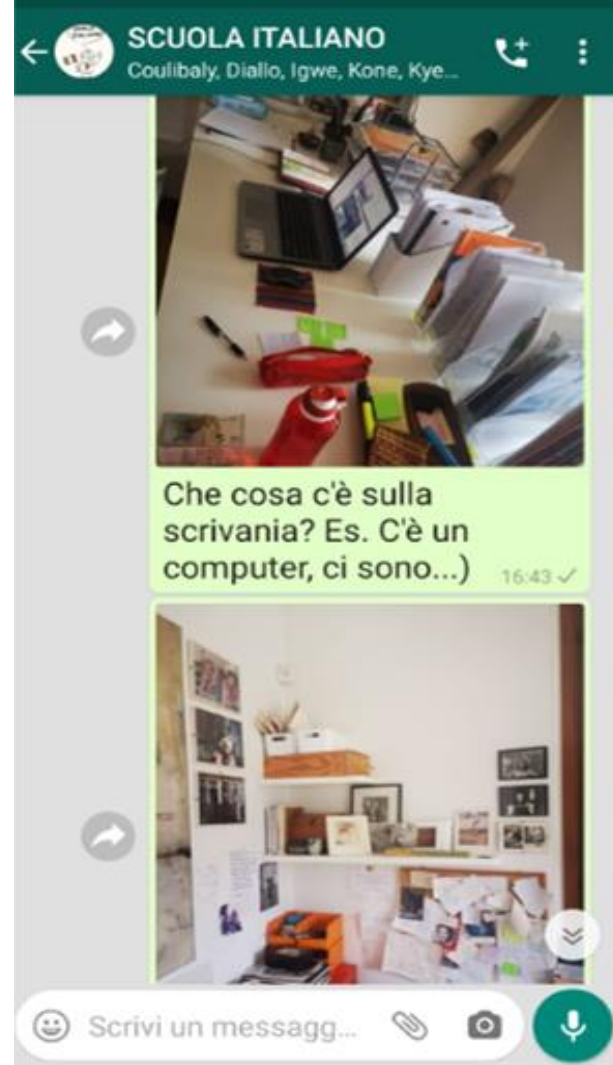 SCUOLA ITALIANO
Coulibaly, Diallo, Igwe, Kone, Kye...
Che cosa c'è sulla
scrivania? Es. C'è un
computer, ci sono...)
16:43
Scrivi un messagg...